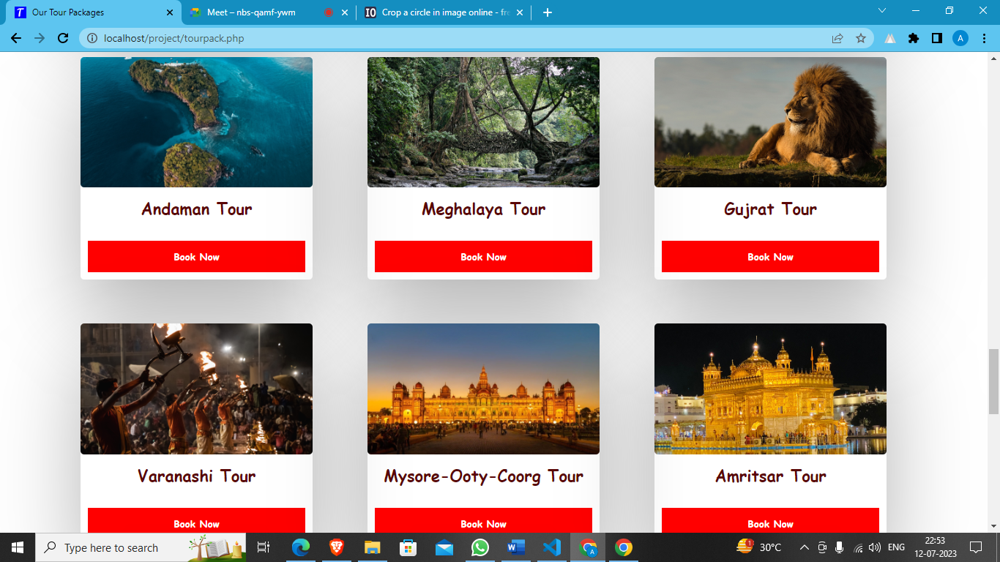 Our Tour Packages
Meet – nbs-qamf-ywm
Crop a circle in image online - fre
localhost/project/tourpack.php
A
Andaman Tour
Meghalaya Tour
Gujrat Tour
Book Now
Book Now
Book Now
Varanashi Tour
Mysore-Ooty-Coorg Tour
Amritsar Tour
Book Now
Book Now
Book Now
Type here to search
1
30°C
ENG
22:53
12-07-2023